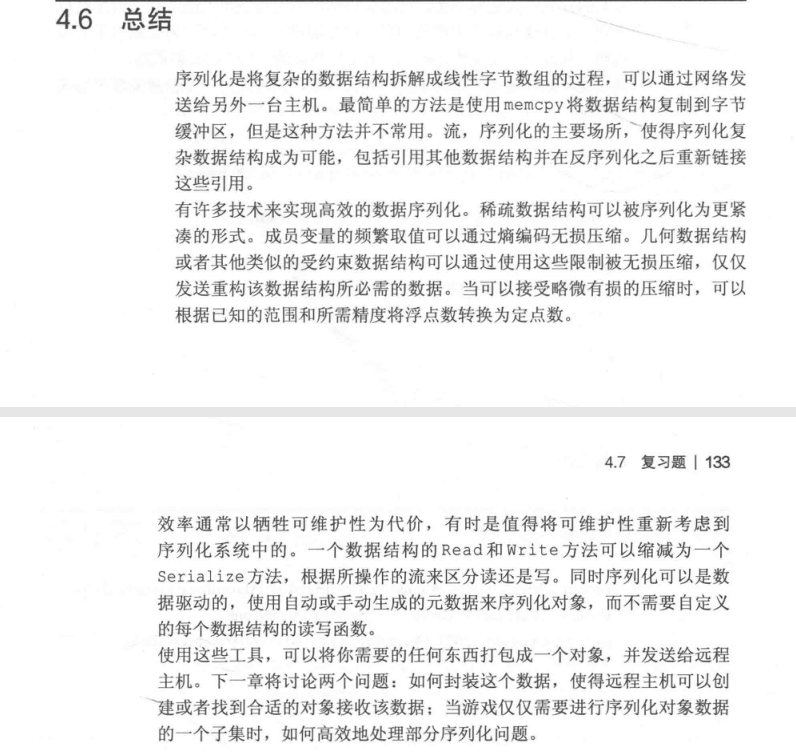 4.6 总结
序列化是将复杂的数据结构拆解成线性字节数组的过程，可以通过网络发
送给另外一台主机。最简单的方法是使用memcpy将数据结构复制到字节
缓冲区，但是这种方法并不常用。流，序列化的主要场所，使得序列化复
杂数据结构成为可能，包括引用其他数据结构并在反序列化之后重新链接
这些引用。
有许多技术来实现高效的数据序列化。稀疏数据结构可以被序列化为更紧
凑的形式。成员变量的频繁取值可以通过熵编码无损压缩。几何数据结构
或者其他类似的受约束数据结构可以通过使用这些限制被无损压缩，仅仅
发送重构该数据结构所必需的数据。当可以接受略微有损的压缩时，可以
根据已知的范围和所需精度将浮点数转换为定点数。
4.7 复习题 | 133
效率通常以牺牲可维护性为代价，有时是值得将可维护性重新考虑到
序列化系统中的。一个数据结构的Read和Write方法可以缩减为一个
Serialize方法，根据所操作的流来区分读还是写。同时序列化可以是数
据驱动的，使用自动或手动生成的元数据来序列化对象，而不需要自定义
的每个数据结构的读写函数。
使用这些工具，可以将你需要的任何东西打包成一个对象，并发送给远程
主机。下一章将讨论两个问题：如何封装这个数据，使得远程主机可以创
建或者找到合适的对象接收该数据；当游戏仅仅需要进行序列化对象数据
的一个子集时，如何高效地处理部分序列化问题。